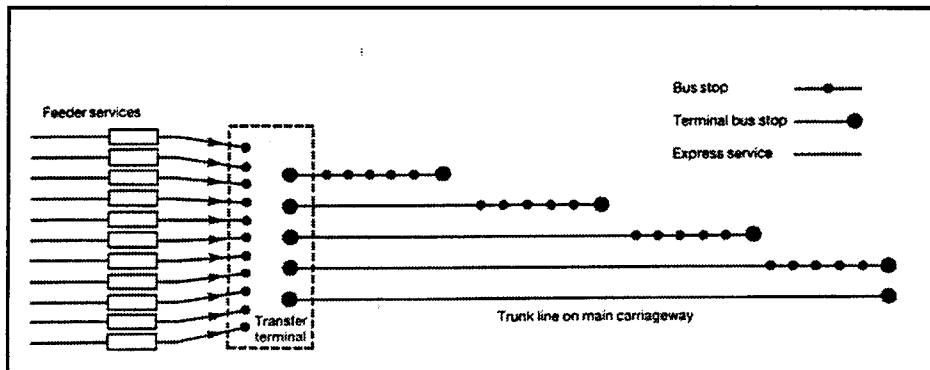 Feeder services
Bus stop
Terminal bus stop
Express service
Transfer
terminal
Trunk line on main carriageway